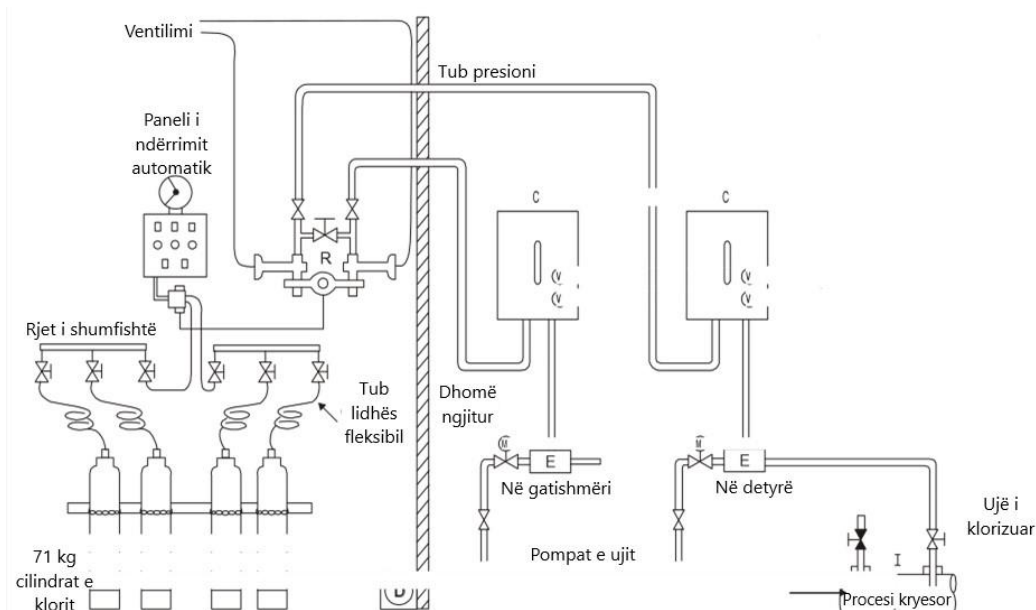 Ventilimi
Tub presioni
Paneli i
ndërrimit
automatik
C
C
R
V
V
V
V
Rjet i shumfishtë
Tub
lidhës
fleksibil
Dhomë
ngjitur
M
E
M
E
Në gatishmëri
Në detyrë
Ujë i
klorizuar
Pompat e ujit
I
71 kg
cilindrat e
klorit
Procesi kryesor